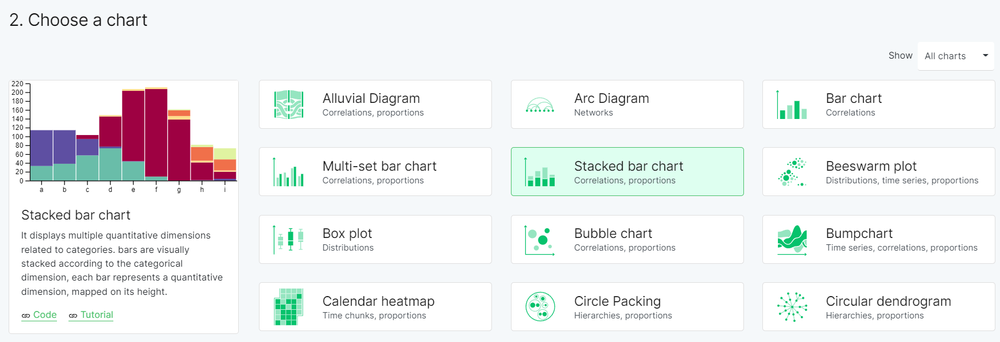 2. Choose a chart
Show All charts
220
200
180
160
140
120
100
80
60
40
20
0
a b c d e f g h i
Stacked bar chart
It displays multiple quantitative dimensions
related to categories. bars are visually
stacked according to the categorical
dimension, each bar represents a quantitative
dimension, mapped on its height.
Code Tutorial
Alluvial Diagram
Correlations, proportions
Arc Diagram
Networks
Bar chart
Correlations
Multi-set bar chart
Correlations, proportions
Stacked bar chart
Correlations, proportions
Beeswarm plot
Distributions, time series, proportions
Box plot
Distributions
Bubble chart
Correlations, proportions
Bumpchart
Time series, correlations, proportions
Calendar heatmap
Time chunks, proportions
Circle Packing
Hierarchies, proportions
Circular dendrogram
Hierarchies, proportions